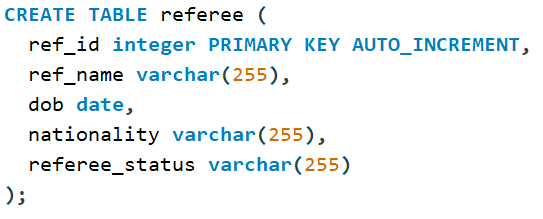 CREATE TABLE referee (
  ref_id integer PRIMARY KEY AUTO_INCREMENT,
  ref_name varchar(255),
  dob date,
  nationality varchar(255),
  referee_status varchar(255)
);